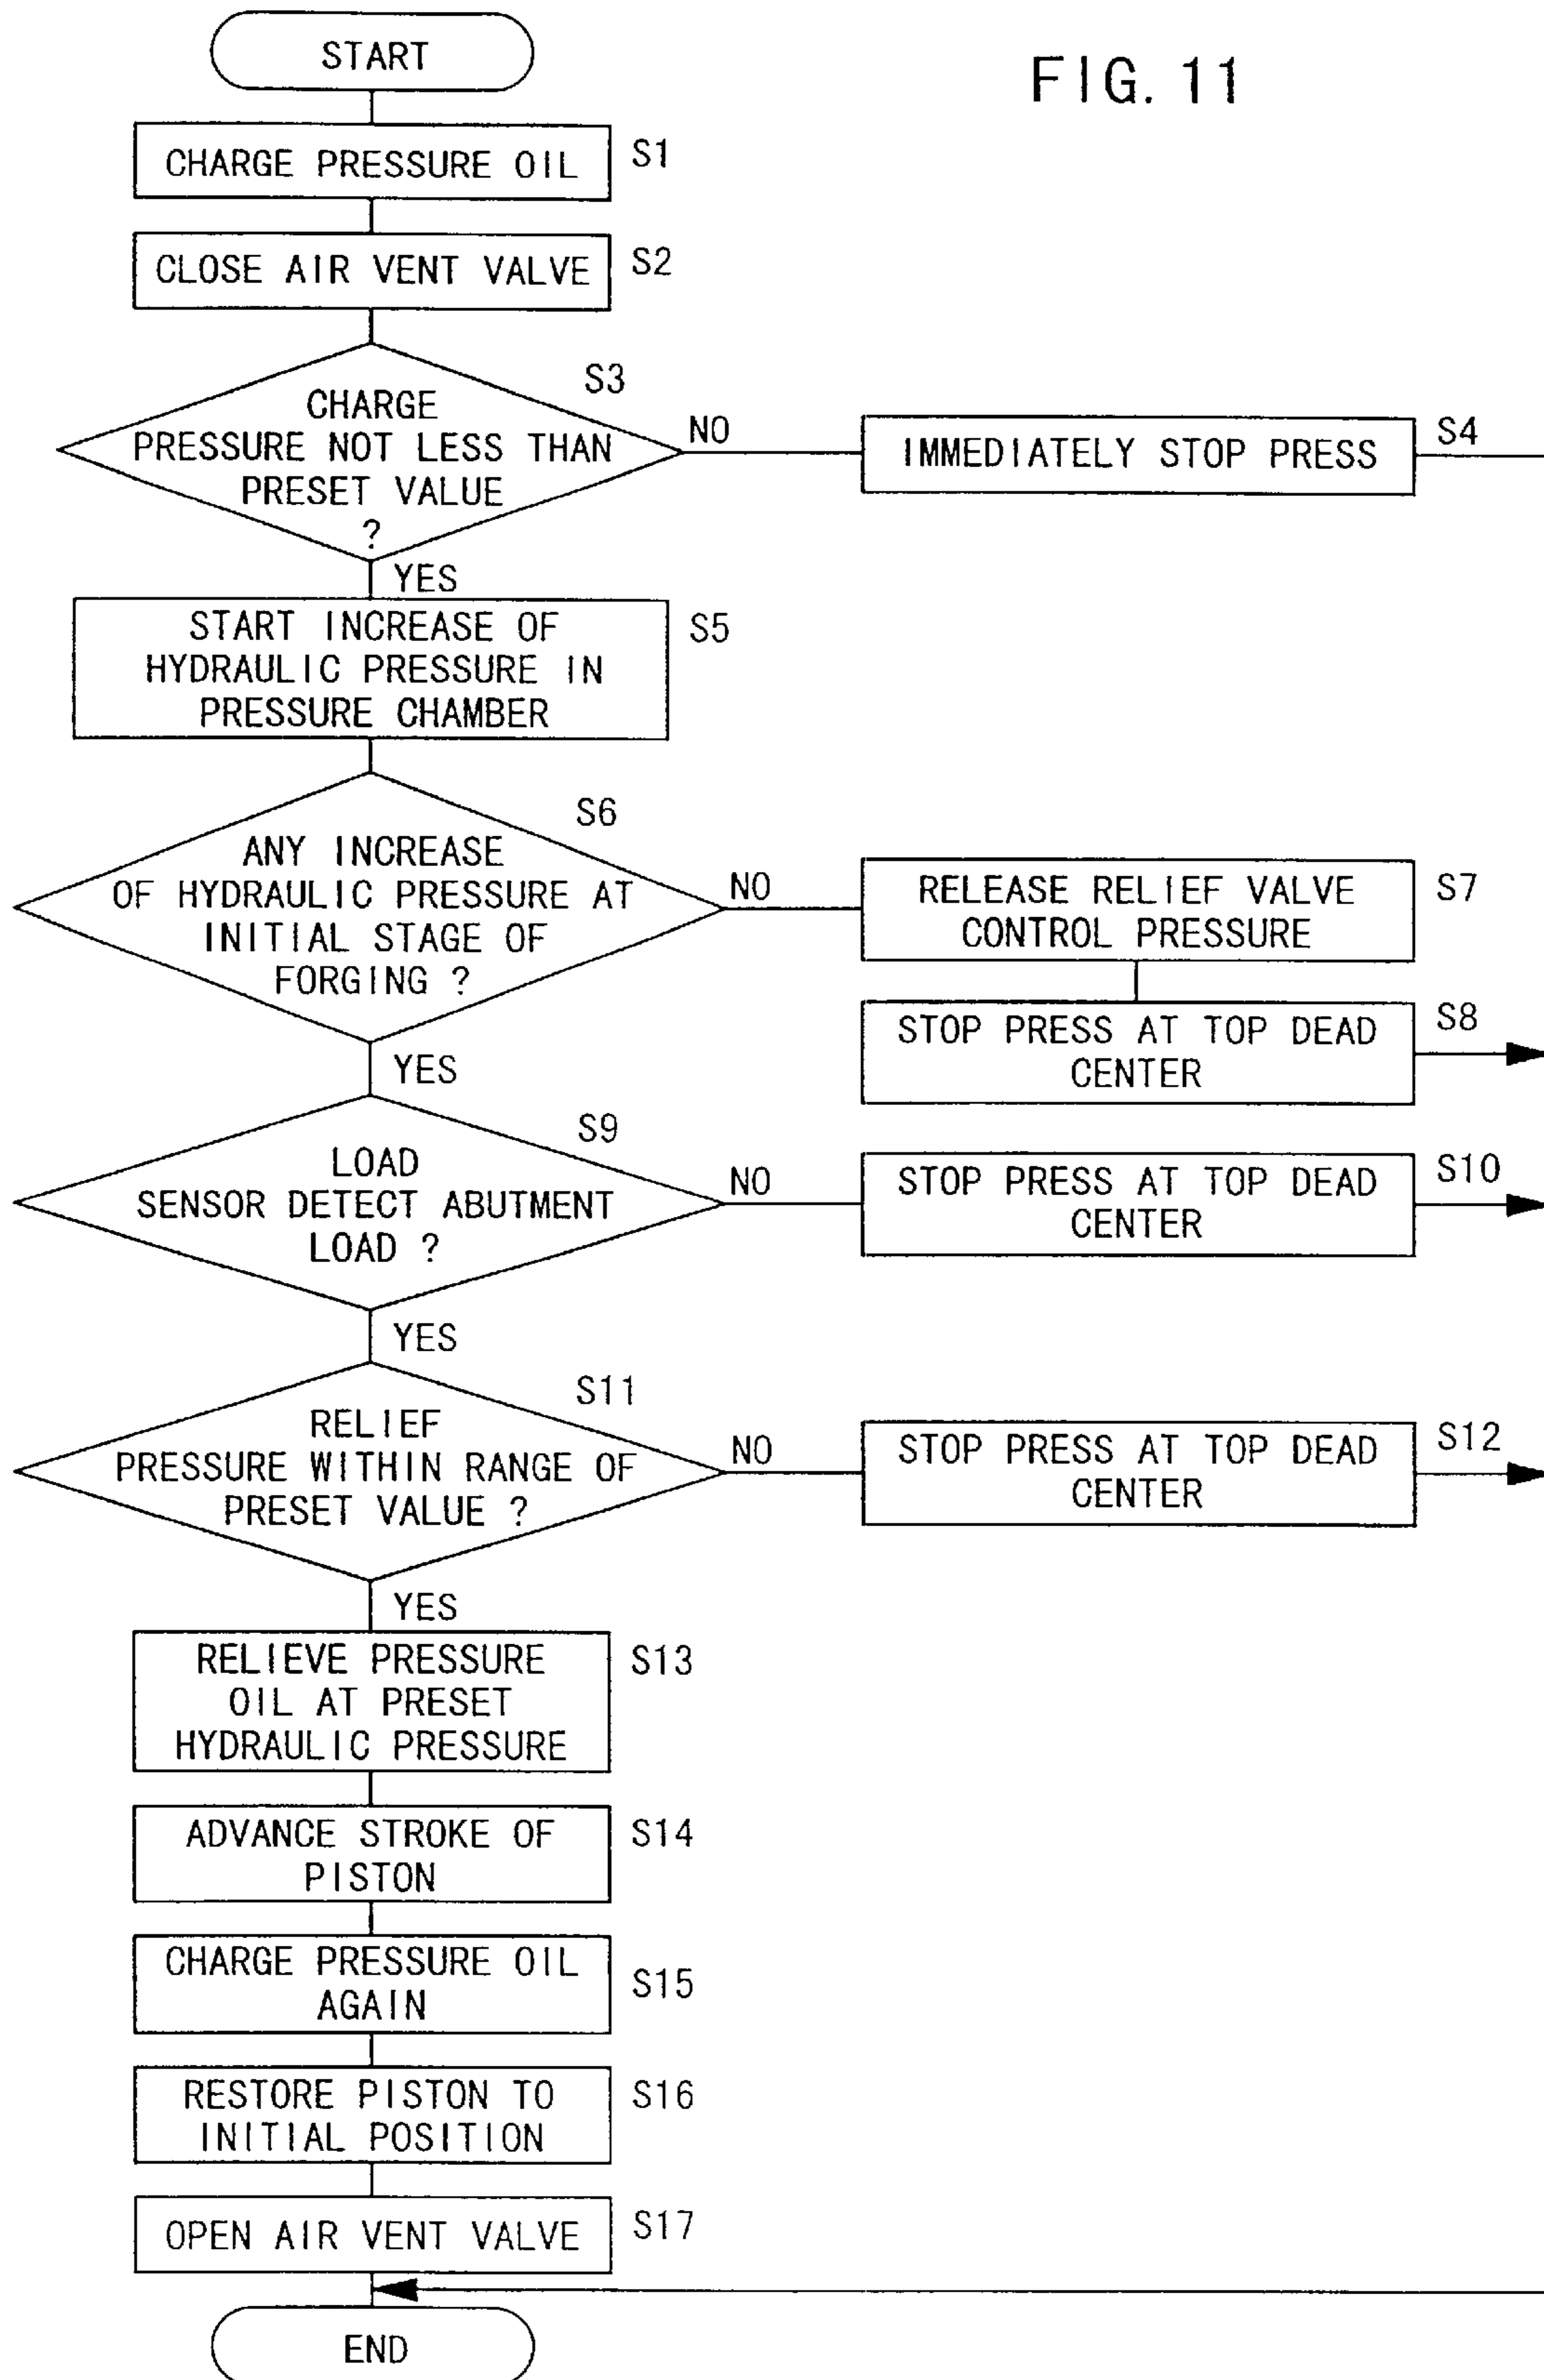 START
FIG. 11
CHARGE PRESSURE OIL
S1
CLOSE AIR VENT VALVE
S2
S3
CHARGE
PRESSURE NOT LESS THAN
PRESET VALUE
?
NO
IMMEDIATELY STOP PRESS
S4
YES
START INCREASE OF
HYDRAULIC PRESSURE IN
PRESSURE CHAMBER
S5
S6
ANY INCREASE
OF HYDRAULIC PRESSURE AT
INITIAL STAGE OF
FORGING ?
NO
RELEASE RELIEF VALVE
CONTROL PRESSURE
S7
STOP PRESS AT TOP DEAD
CENTER
S8
YES
S9
LOAD
SENSOR DETECT ABUTMENT
LOAD ?
NO
STOP PRESS AT TOP DEAD
CENTER
S10
YES
S11
RELIEF
PRESSURE WITHIN RANGE OF
PRESET VALUE ?
NO
STOP PRESS AT TOP DEAD
CENTER
S12
YES
RELIEVE PRESSURE
OIL AT PRESET
HYDRAULIC PRESSURE
S13
ADVANCE STROKE OF
PISTON
S14
CHARGE PRESSURE OIL
AGAIN
S15
RESTORE PISTON TO
INITIAL POSITION
S16
OPEN AIR VENT VALVE
S17
END